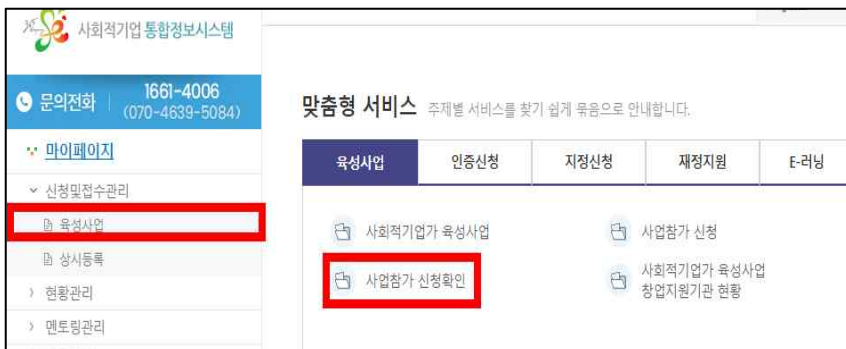 사회적기업 통합정보시스템
문의전화 1661-4006
(070-4639-5084)
마이페이지
신청및접수관리
육성사업
상시등록
현황관리
멘토링관리
맞춤형 서비스 주제별 서비스를 찾기 쉽게 묶음으로 안내합니다.
육성사업 인증신청 지정신청 재정지원 E-러닝
사회적기업가 육성사업 사업참가 신청
사업참가 신청확인 사회적기업가 육성사업
창업지원기관 현황